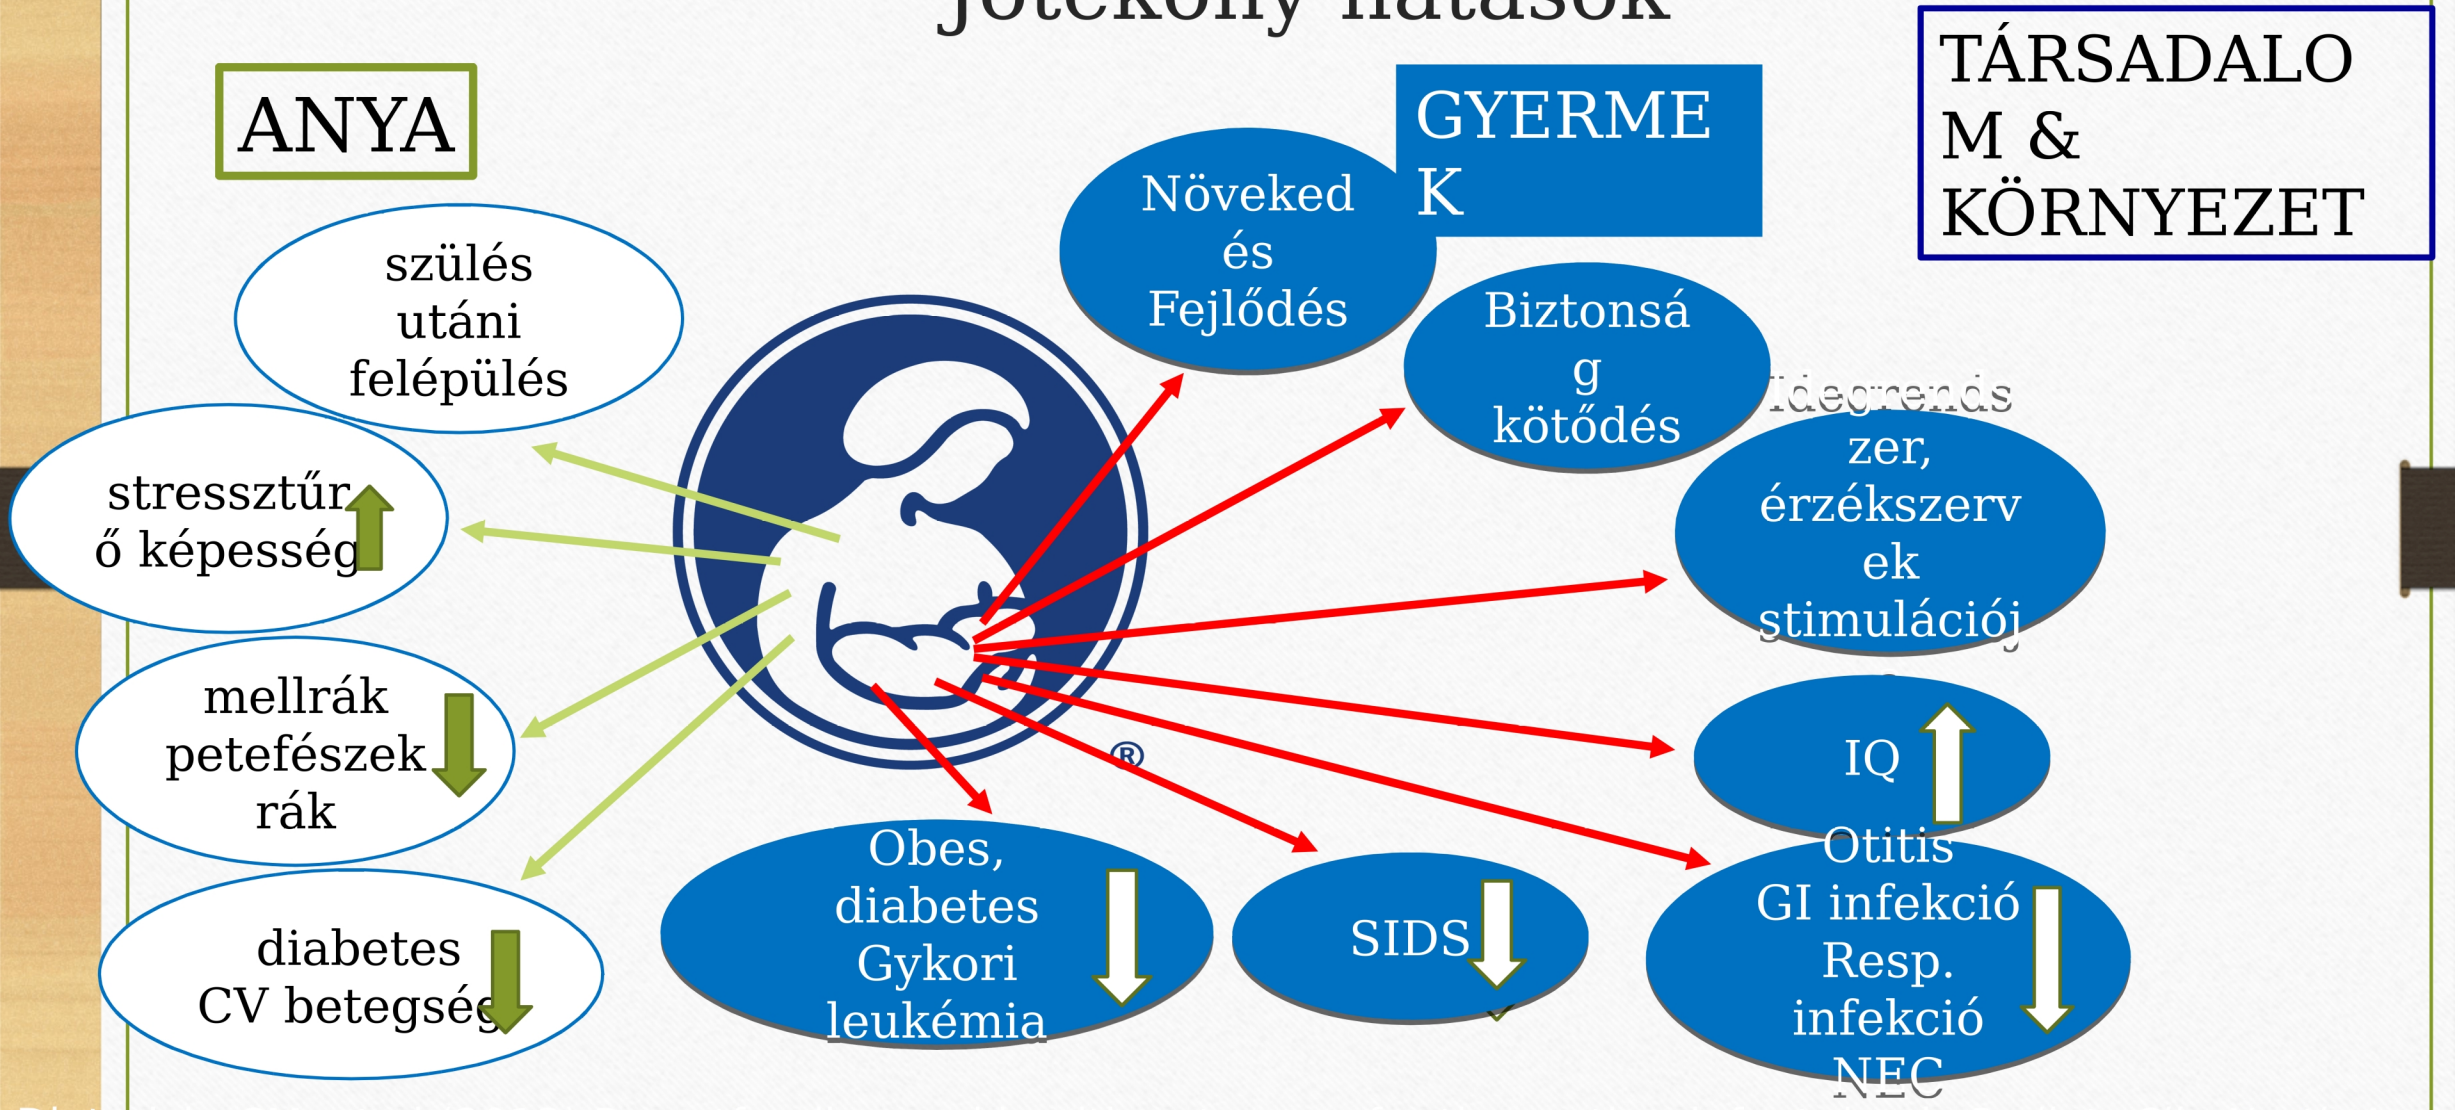 Jótékony hatások
ANYA
GYERME
K
TÁRSADALO
M &
KÖRNYEZET
szülés
utáni
felépülés
stressztűr
ő képesség
mellrák
petefészek
rák
diabetes
CV betegség
Növeked
és
Fejlődés
Biztonsá
g
kötődés
Idegrends
zer,
érzékszerv
ek
stimulációj
IQ
Otitis
GI infekció
Resp.
infekció
NEC
SIDS
Obes,
diabetes
Gykori
leukémia
®